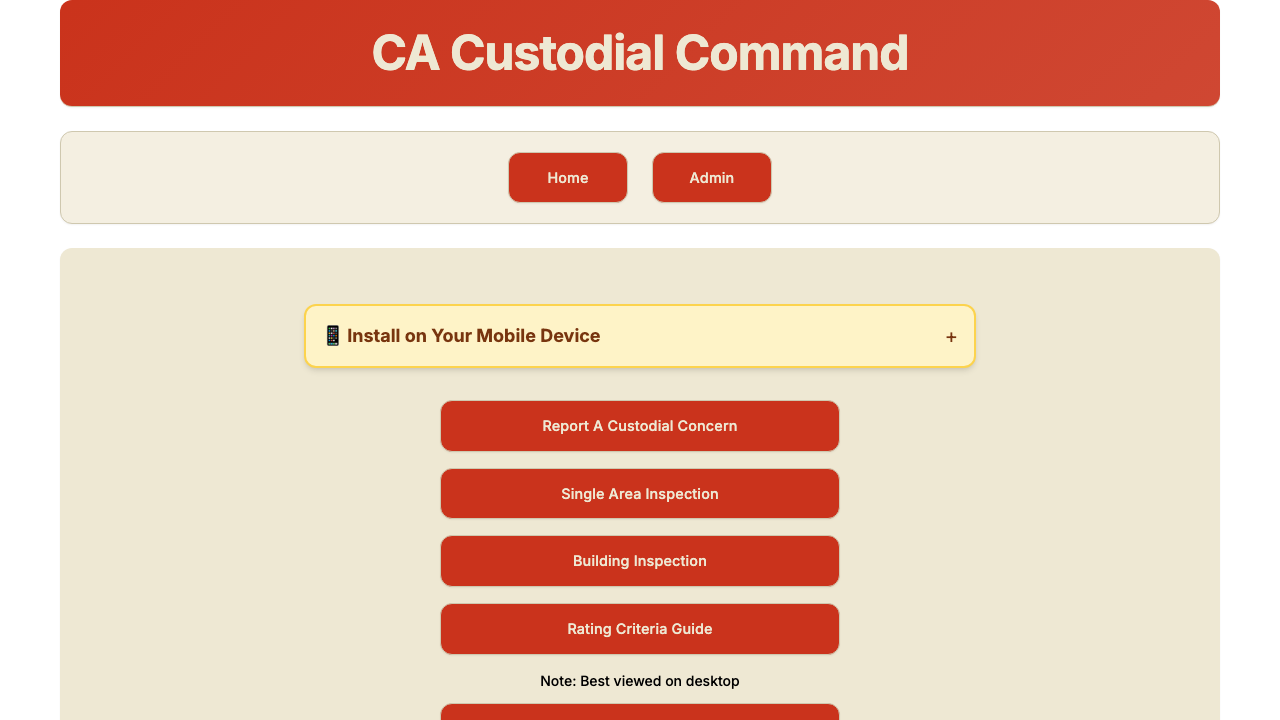 CA Custodial Command
Home
Admin
Install on Your Mobile Device
+
Report A Custodial Concern
Single Area Inspection
Building Inspection
Rating Criteria Guide
Note: Best viewed on desktop